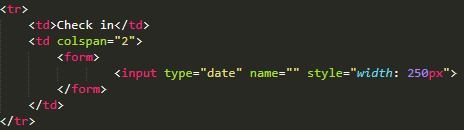 <tr>
<td>Check in</td>
<td colspan="2">
<form>
<input type="date" name="" style="width: 250px">
</form>
</td>
</tr>